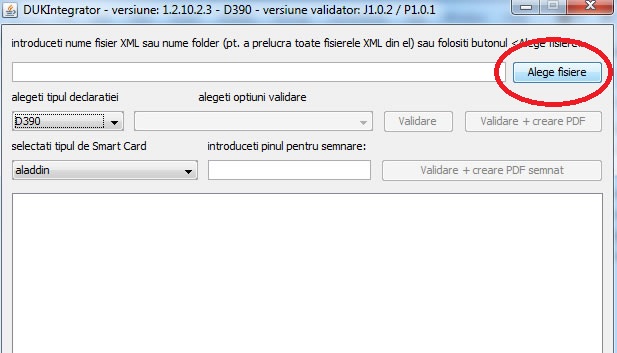 DUKIntegrator - versiune: 1.2.10.2.3 - D390 - versiune validator: J1.0.2 / P1.0.1
introduceti nume fisier XML sau nume folder (pt. a prelucra toate fisierele XML din el) sau folositi butonul <Alege fisiere
Alege fisiere
alegeti tipul declaratiei alegeti optiuni validare
D390 Validare Validare + creare PDF
selectati tipul de Smart Card introduceti pinul pentru semnare:
aladdin Validare + creare PDF semnat